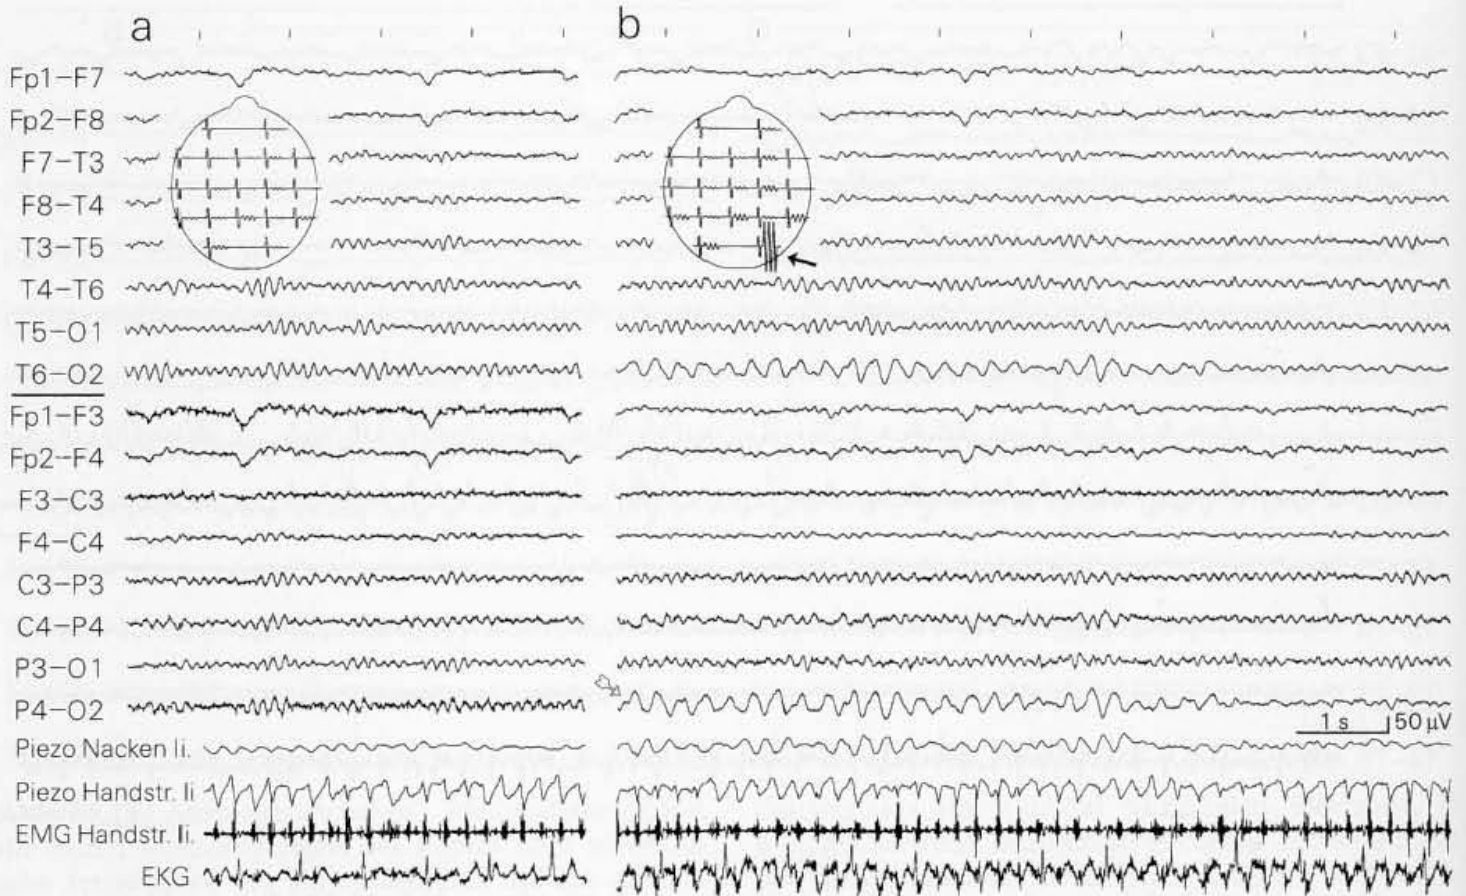 a b
Fp1–F7
Fp2–F8
F7–T3
F8–T4
T3–T5
T4–T6
T5–O1
T6–O2
Fp1–F3
Fp2–F4
F3–C3
F4–C4
C3–P3
C4–P4
P3–O1
P4–O2
1 s 50 µV
Piezo Nacken li.
Piezo Handstr. li
EMG Handstr. li.
EKG